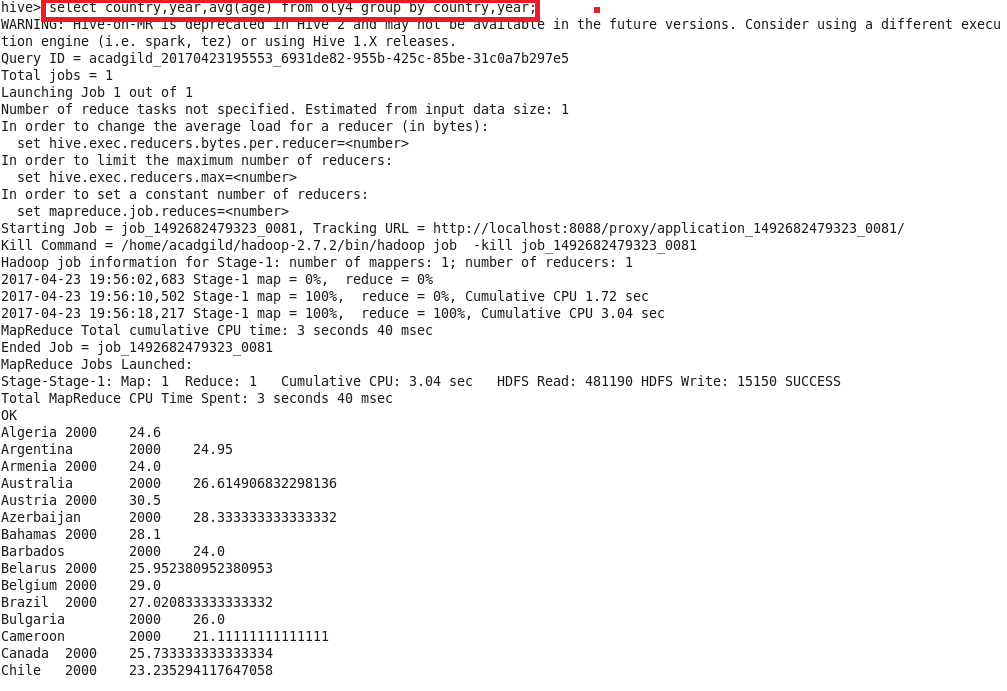 hive> select country,year,avg(age) from oly4 group by country,year;
WARNING: Hive-on-MR is deprecated in Hive 2 and may not be available in the future versions. Consider using a different execu
tion engine (i.e. spark, tez) or using Hive 1.X releases.
Query ID = acadgild_20170423195553_6931de82-955b-425c-85be-31c0a7b297e5
Total jobs = 1
Launching Job 1 out of 1
Number of reduce tasks not specified. Estimated from input data size: 1
In order to change the average load for a reducer (in bytes):
  set hive.exec.reducers.bytes.per.reducer=<number>
In order to limit the maximum number of reducers:
  set hive.exec.reducers.max=<number>
In order to set a constant number of reducers:
  set mapreduce.job.reduces=<number>
Starting Job = job_1492682479323_0081, Tracking URL = http://localhost:8088/proxy/application_1492682479323_0081/
Kill Command = /home/acadgild/hadoop-2.7.2/bin/hadoop job  -kill job_1492682479323_0081
Hadoop job information for Stage-1: number of mappers: 1; number of reducers: 1
2017-04-23 19:56:02,683 Stage-1 map = 0%,  reduce = 0%
2017-04-23 19:56:10,502 Stage-1 map = 100%,  reduce = 0%, Cumulative CPU 1.72 sec
2017-04-23 19:56:18,217 Stage-1 map = 100%,  reduce = 100%, Cumulative CPU 3.04 sec
MapReduce Total cumulative CPU time: 3 seconds 40 msec
Ended Job = job_1492682479323_0081
MapReduce Jobs Launched:
Stage-Stage-1: Map: 1  Reduce: 1   Cumulative CPU: 3.04 sec   HDFS Read: 481190 HDFS Write: 15150 SUCCESS
Total MapReduce CPU Time Spent: 3 seconds 40 msec
OK
Algeria 2000    24.6
Argentina       2000    24.95
Armenia 2000    24.0
Australia       2000    26.614906832298136
Austria 2000    30.5
Azerbaijan      2000    28.333333333333332
Bahamas 2000    28.1
Barbados        2000    24.0
Belarus 2000    25.952380952380953
Belgium 2000    29.0
Brazil  2000    27.020833333333332
Bulgaria        2000    26.0
Cameroon        2000    21.11111111111111
Canada  2000    25.733333333333334
Chile   2000    23.235294117647058